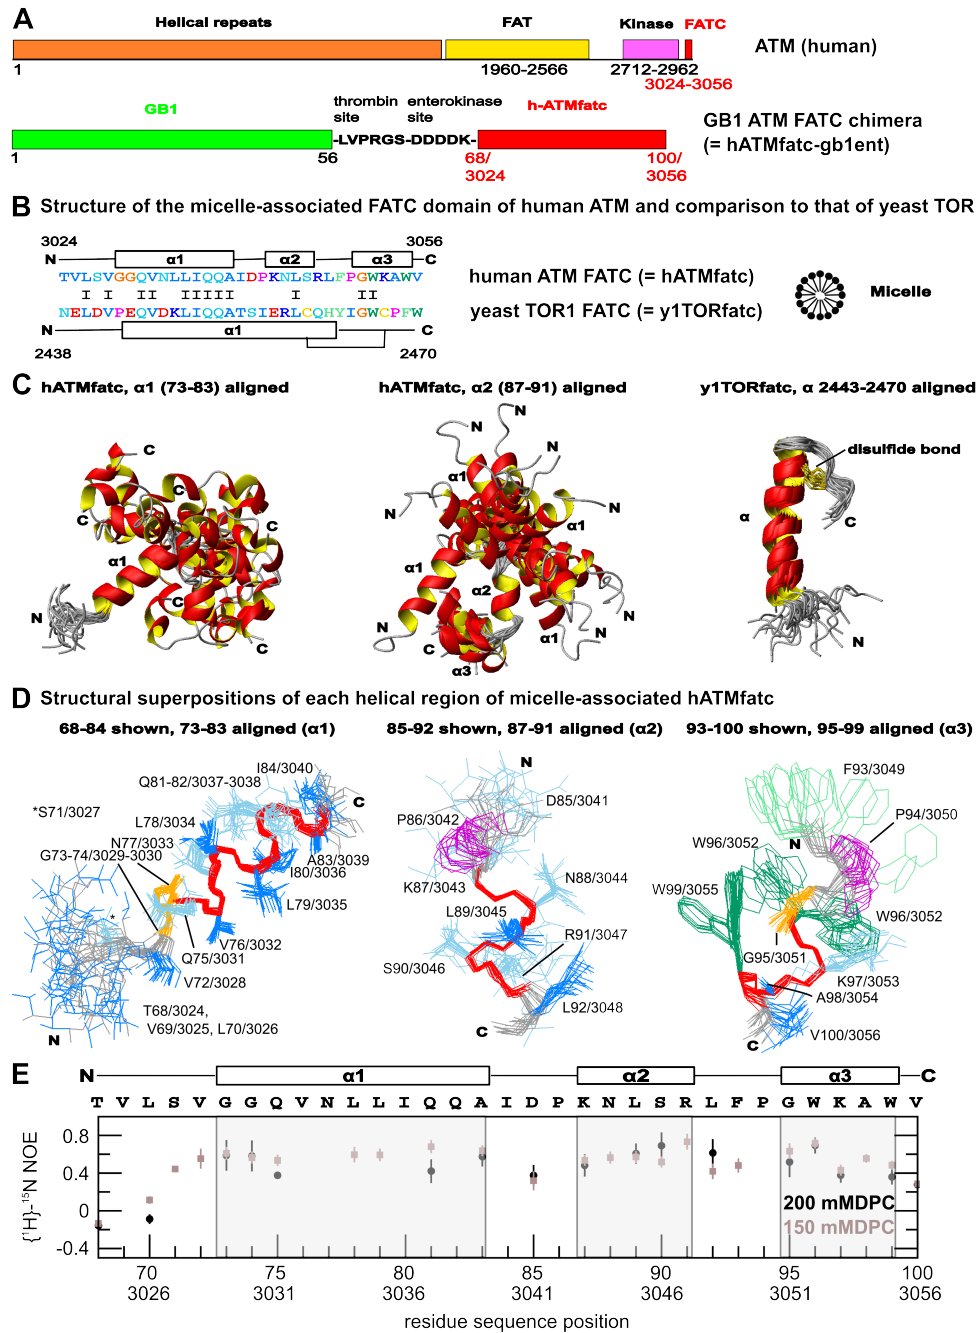 A
Helical repeats FAT Kinase FATC
ATM (human)
1 1960-2566 2712-2962
3024-3056
GB1 thrombin site enterokinase site h-ATMfatc
-LVPRGS-DDDDK-
GB1 ATM FATC chimera
(= hATMfatc-gb1ent)
1 56 68/ 100/
3024 3056
B Structure of the micelle-associated FATC domain of human ATM and comparison to that of yeast TOR
3024 3056
N α1 α2 α3 C
TVLSVGGQVNLLIQQAIDPKNLSRLFPGWKAWV
I I II IIIII I II
NELDVPEQVDKLIQQATSIERLCQHYIGWCPFW
N α1 C
2438 2470
human ATM FATC (= hATMfatc)
yeast TOR1 FATC (= y1TORfatc)
Micelle
C
hATMfatc, α1 (73-83) aligned
C
C
C
α1
C
N
C
hATMfatc, α2 (87-91) aligned
N
N
N
α1
N
N
α1
α1
α2
N
α1
N
C
N
α3
y1TORfatc, α 2443-2470 aligned
disulfide bond
α
C
N
D Structural superpositions of each helical region of micelle-associated hATMfatc
68-84 shown, 73-83 aligned (α1)
I84/3040
Q81-82/3037-3038
C
*S71/3027
L78/3034
N77/3033
G73-74/3029-3030
A83/3039
I80/3036
L79/3035
*
V76/3032
Q75/3031
V72/3028
T68/3024,
V69/3025, L70/3026
N
85-92 shown, 87-91 aligned (α2)
N
D85/3041
P86/3042
K87/3043
N88/3044
L89/3045
R91/3047
S90/3046
L92/3048
C
93-100 shown, 95-99 aligned (α3)
F93/3049
P94/3050
N
W96/3052
W99/3055
W96/3052
G95/3051
K97/3053
A98/3054
V100/3056
C
E
N α1 α2 α3 C
T V L S V G G Q V N L L I Q Q A I D P K N L S R L F P G W K A W V
{¹H}-¹⁵N NOE
0.8
0.4
0
-0.4
200 mMDPC
150 mMDPC
70 75 80 85 90 95 100
3026 3031 3036 3041 3046 3051 3056
residue sequence position